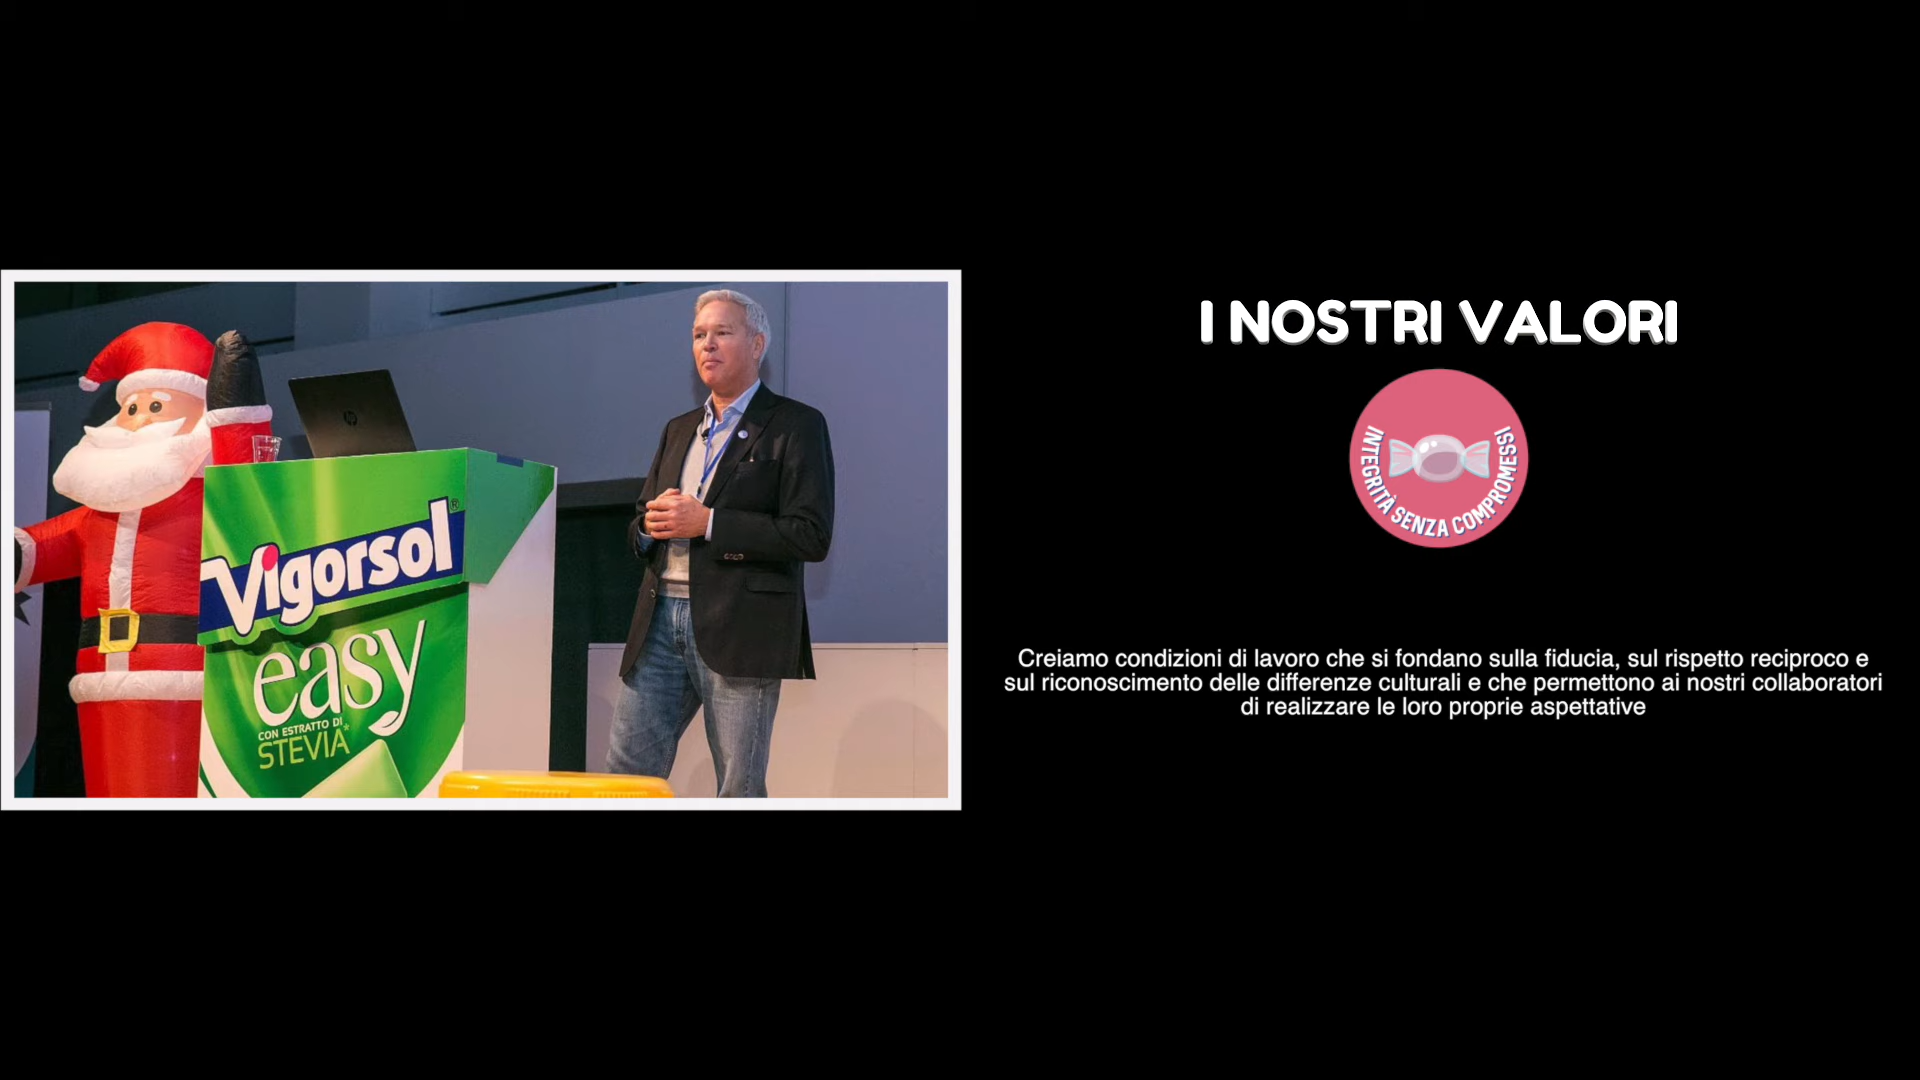 I NOSTRI VALORI
INTEGRITÀ SENZA COMPROMESSI
Creiamo condizioni di lavoro che si fondano sulla fiducia, sul rispetto reciproco e
sul riconoscimento delle differenze culturali e che permettono ai nostri collaboratori
di realizzare le loro proprie aspettative
hp
Vigorsol®
easy
CON ESTRATTO DI
STEVIA*